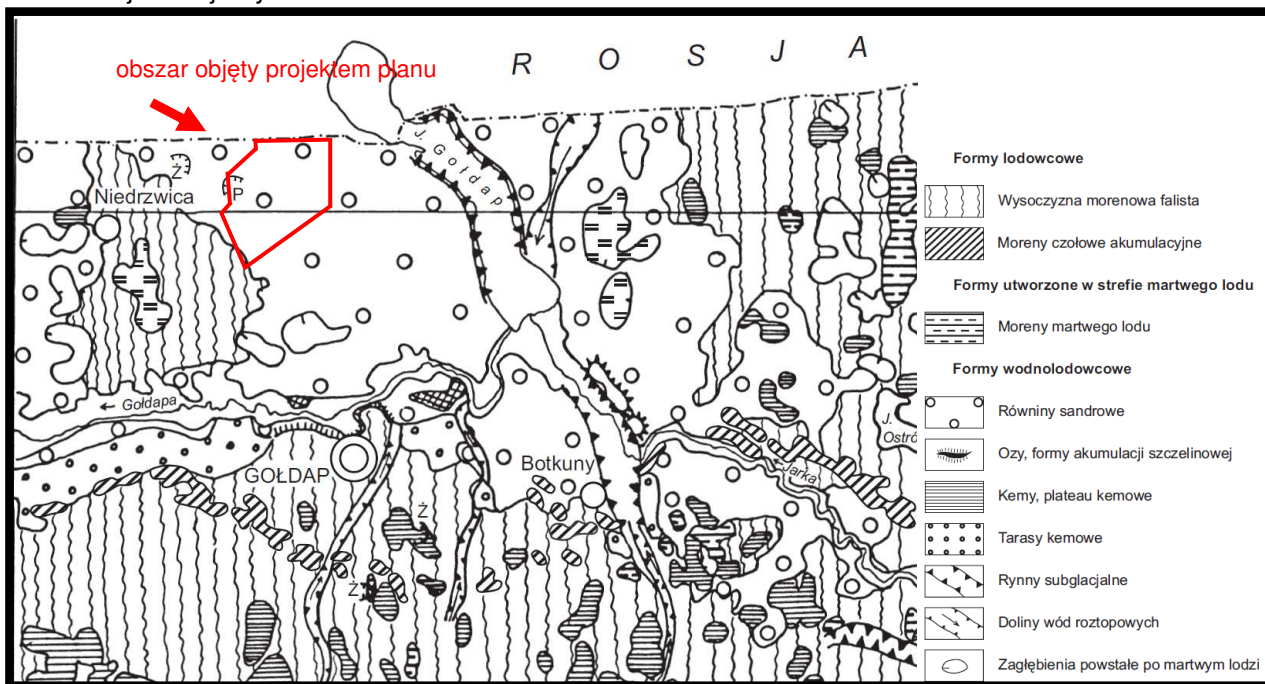 R O S J A
obszar objęty projektem planu
J. Gołdap
Ż
P
Niedrzwica
← Gołdapa
GOŁDAP
Botkuny
Jarka
J.
Ostró
Ż
Ż
Formy lodowcowe
Wysoczyzna morenowa falista
Moreny czołowe akumulacyjne
Formy utworzone w strefie martwego lodu
Moreny martwego lodu
Formy wodnolodowcowe
Równiny sandrowe
Ozy, formy akumulacji szczelinowej
Kemy, plateau kemowe
Tarasy kemowe
Rynny subglacjalne
Doliny wód roztopowych
Zagłębienia powstałe po martwym lodzi